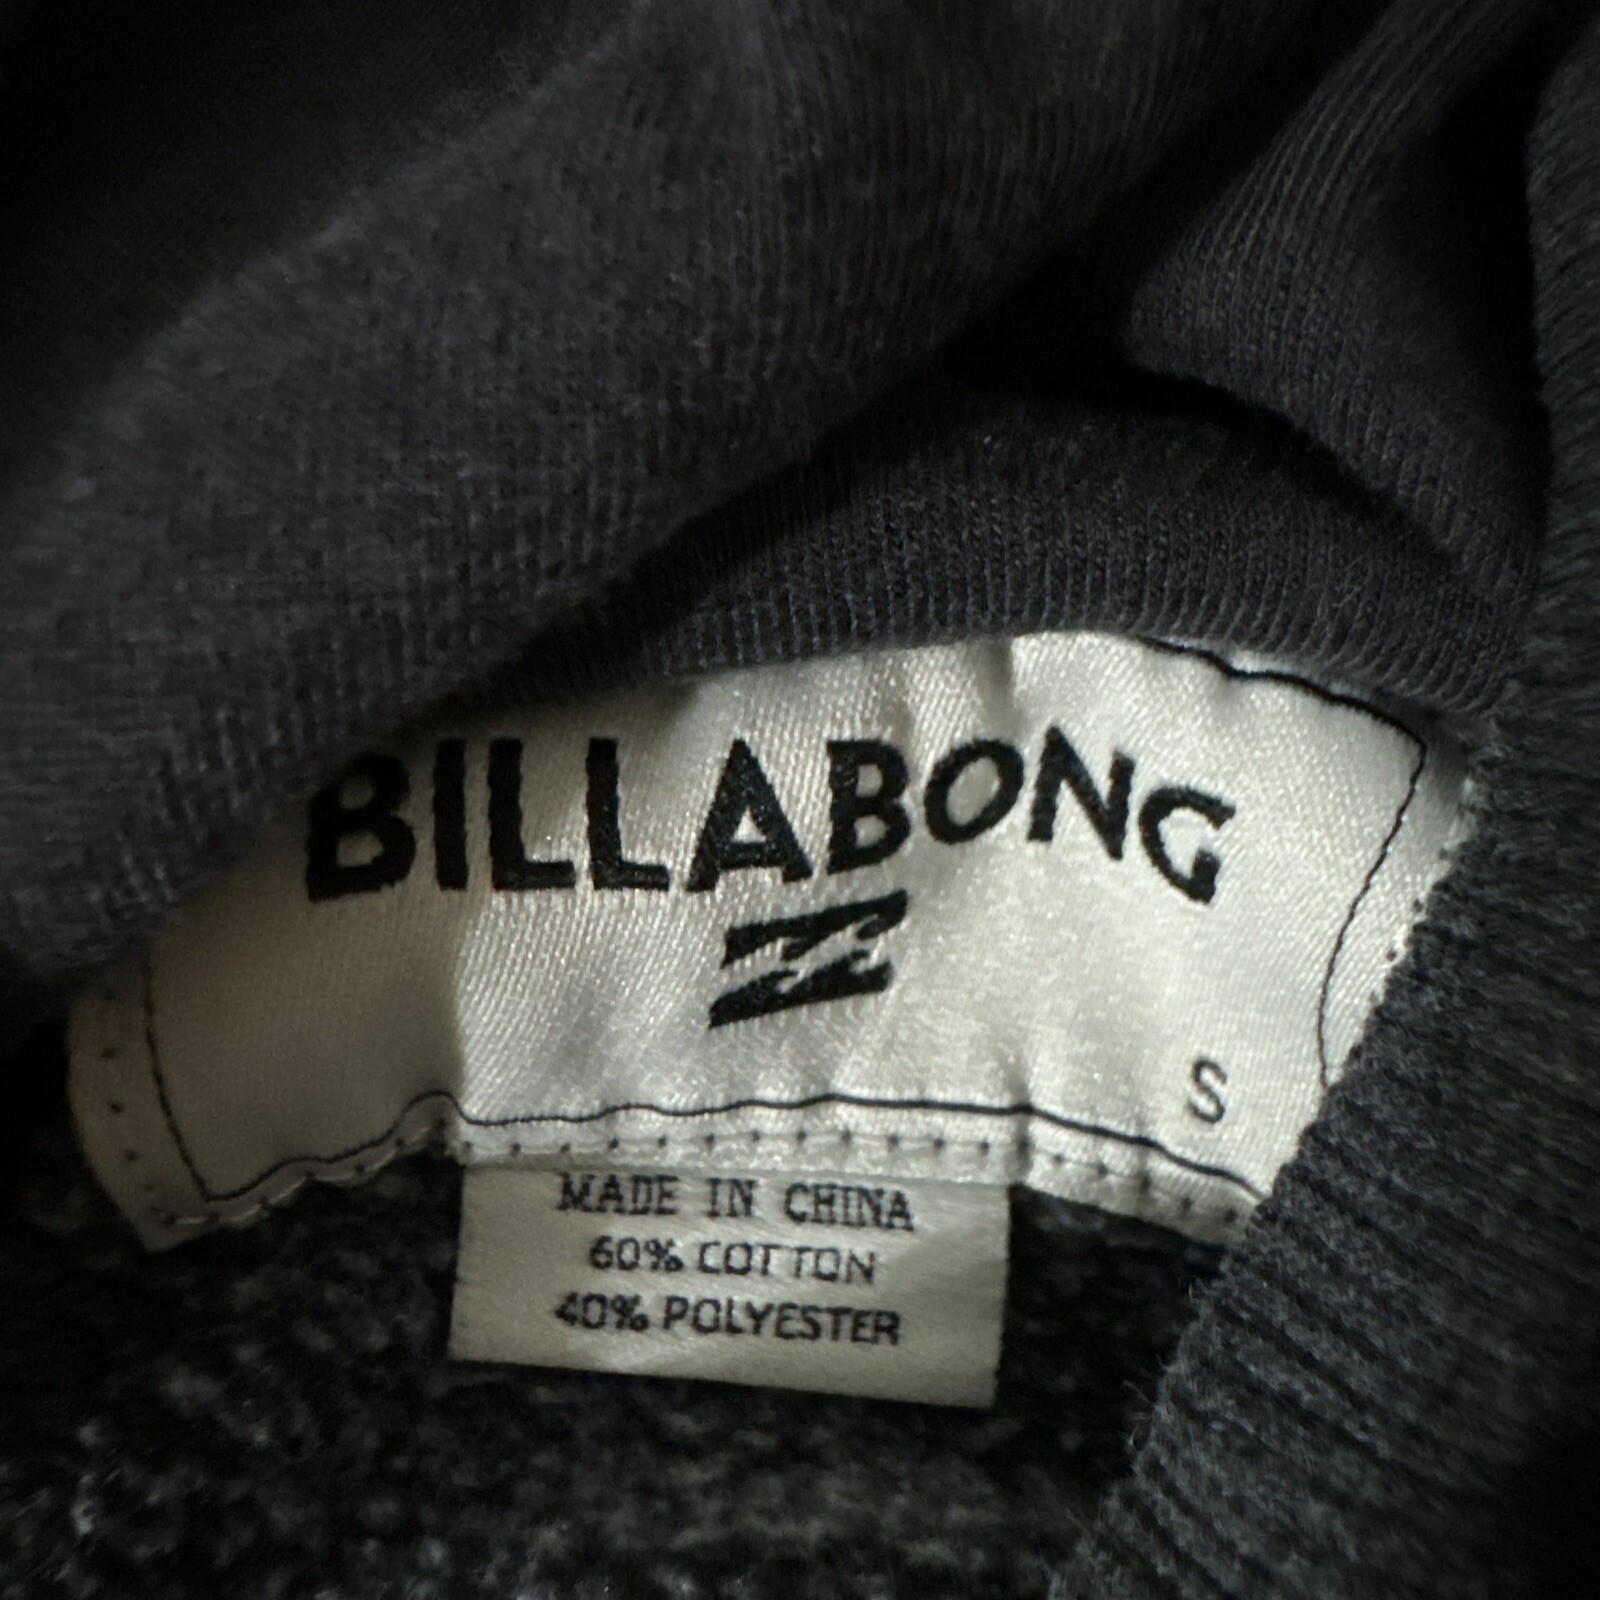 BILLABONG
S
MADE IN CHINA
60% COTTON
40% POLYESTER